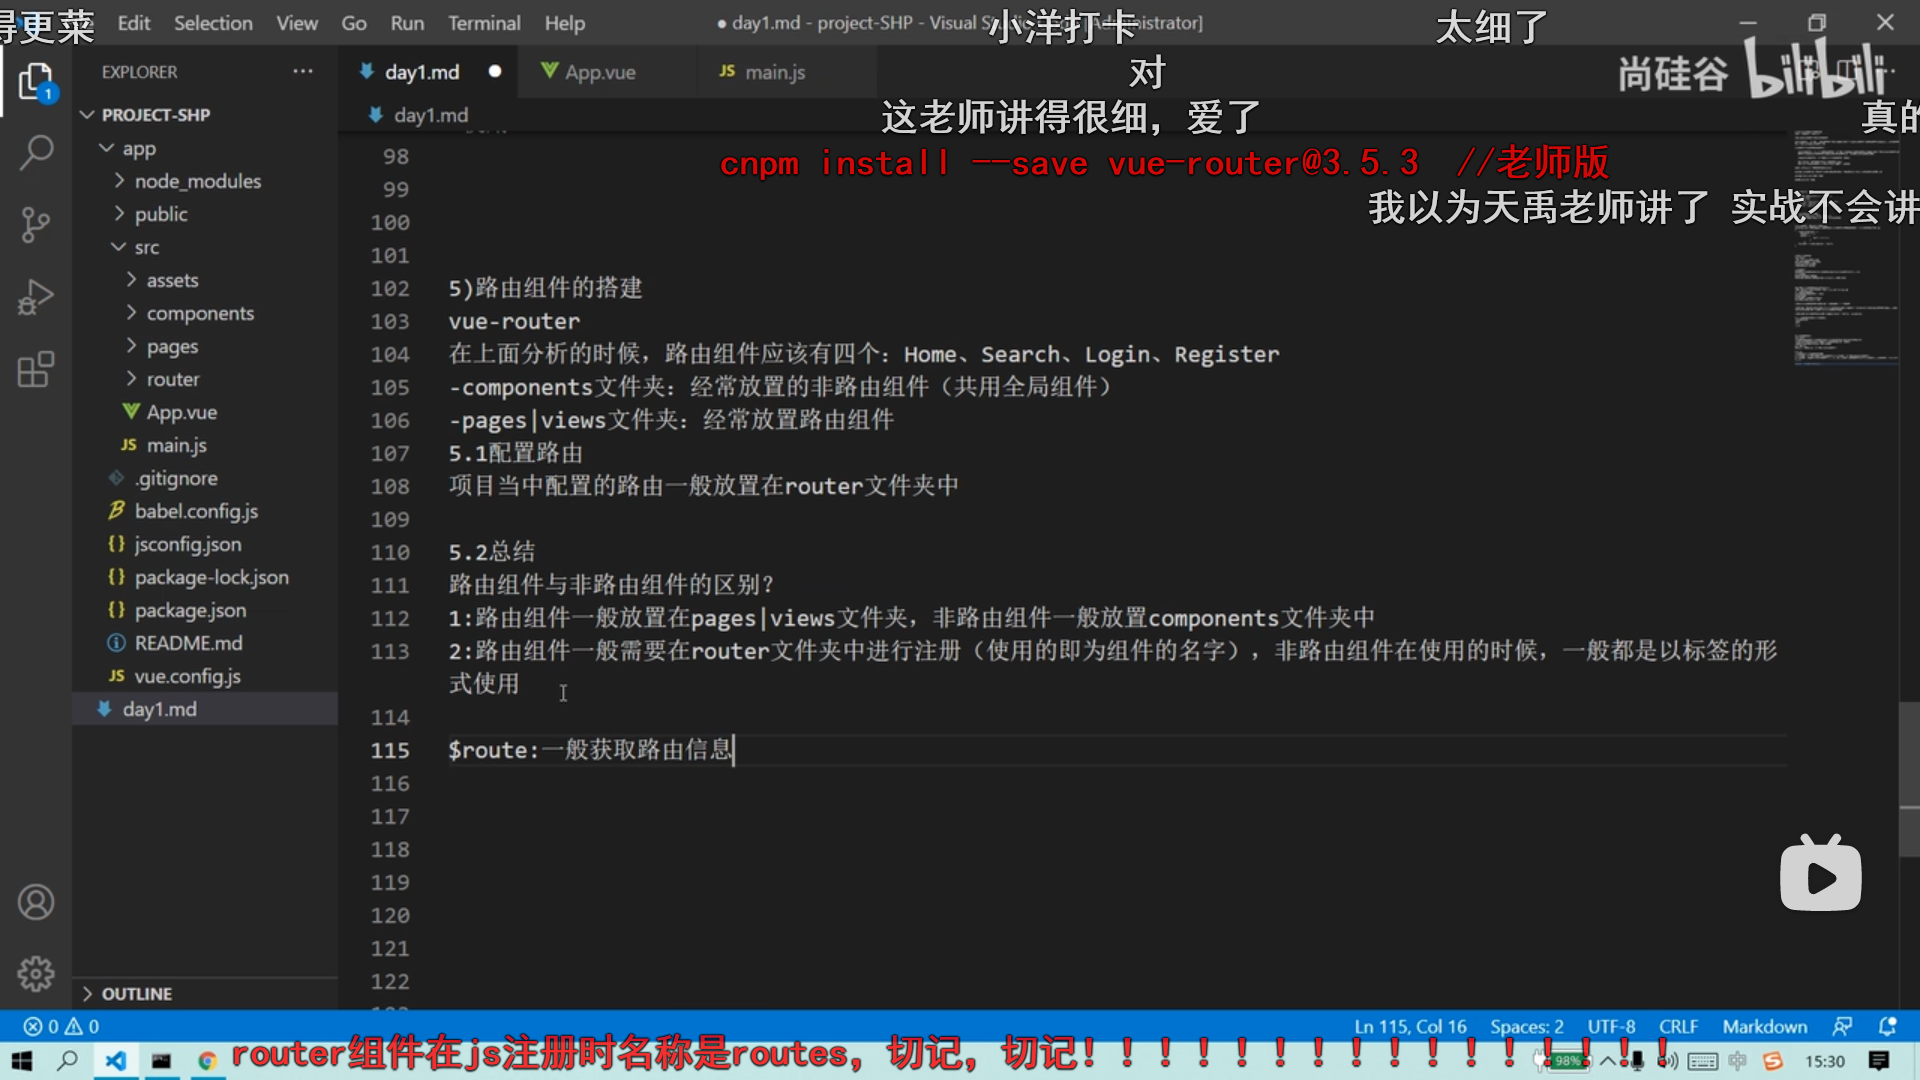 得更菜
Edit Selection View Go Run Terminal Help
● day1.md - project-SHP - Visual
小洋打卡
太细了
EXPLORER
day1.md
App.vue
JS main.js
对
尚硅谷 bilibili
PROJECT-SHP
day1.md
这老师讲得很细，爱了
真的
app
node_modules
public
src
assets
components
pages
router
App.vue
JS main.js
.gitignore
babel.config.js
{} jsconfig.json
{} package-lock.json
{} package.json
README.md
JS vue.config.js
day1.md
OUTLINE
cnpm install --save vue-router@3.5.3 //老师版
我以为天禹老师讲了 实战不会讲
98
99
100
101
102 5)路由组件的搭建
103 vue-router
104 在上面分析的时候，路由组件应该有四个：Home、Search、Login、Register
105 -components文件夹：经常放置的非路由组件（共用全局组件）
106 -pages|views文件夹：经常放置路由组件
107 5.1配置路由
108 项目当中配置的路由一般放置在router文件夹中
109
110 5.2总结
111 路由组件与非路由组件的区别？
112 1:路由组件一般放置在pages|views文件夹，非路由组件一般放置components文件夹中
113 2:路由组件一般需要在router文件夹中进行注册（使用的即为组件的名字），非路由组件在使用的时候，一般都是以标签的形
式使用
114
115 $route:一般获取路由信息
116
117
118
119
120
121
122
0 0
Ln 115, Col 16 Spaces: 2 UTF-8 CRLF Markdown
router组件在js注册时名称是routes，切记，切记！！！！！！！！！！！！！！！！
98%
中
15:30